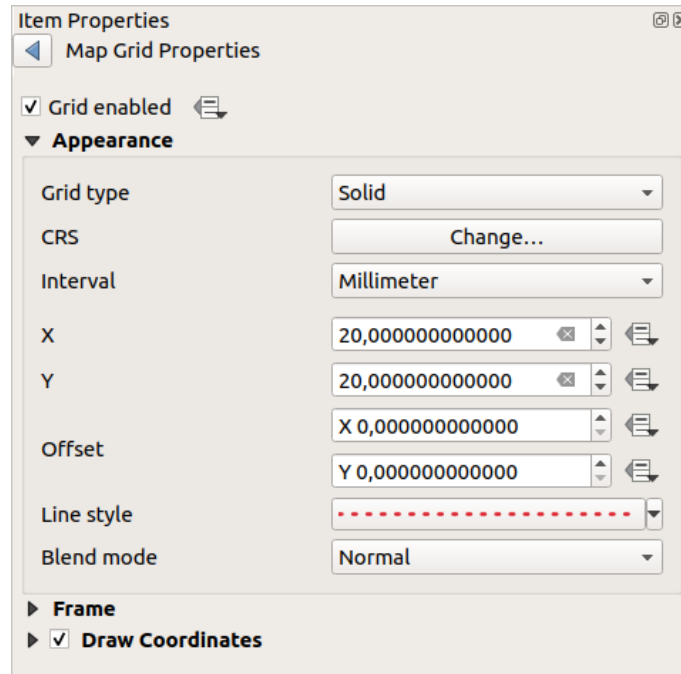 Item Properties
Map Grid Properties
Grid enabled
Appearance
Grid type Solid
CRS Change...
Interval Millimeter
X 20,000000000000
Y 20,000000000000
Offset X 0,000000000000
Y 0,000000000000
Line style
Blend mode Normal
Frame
Draw Coordinates